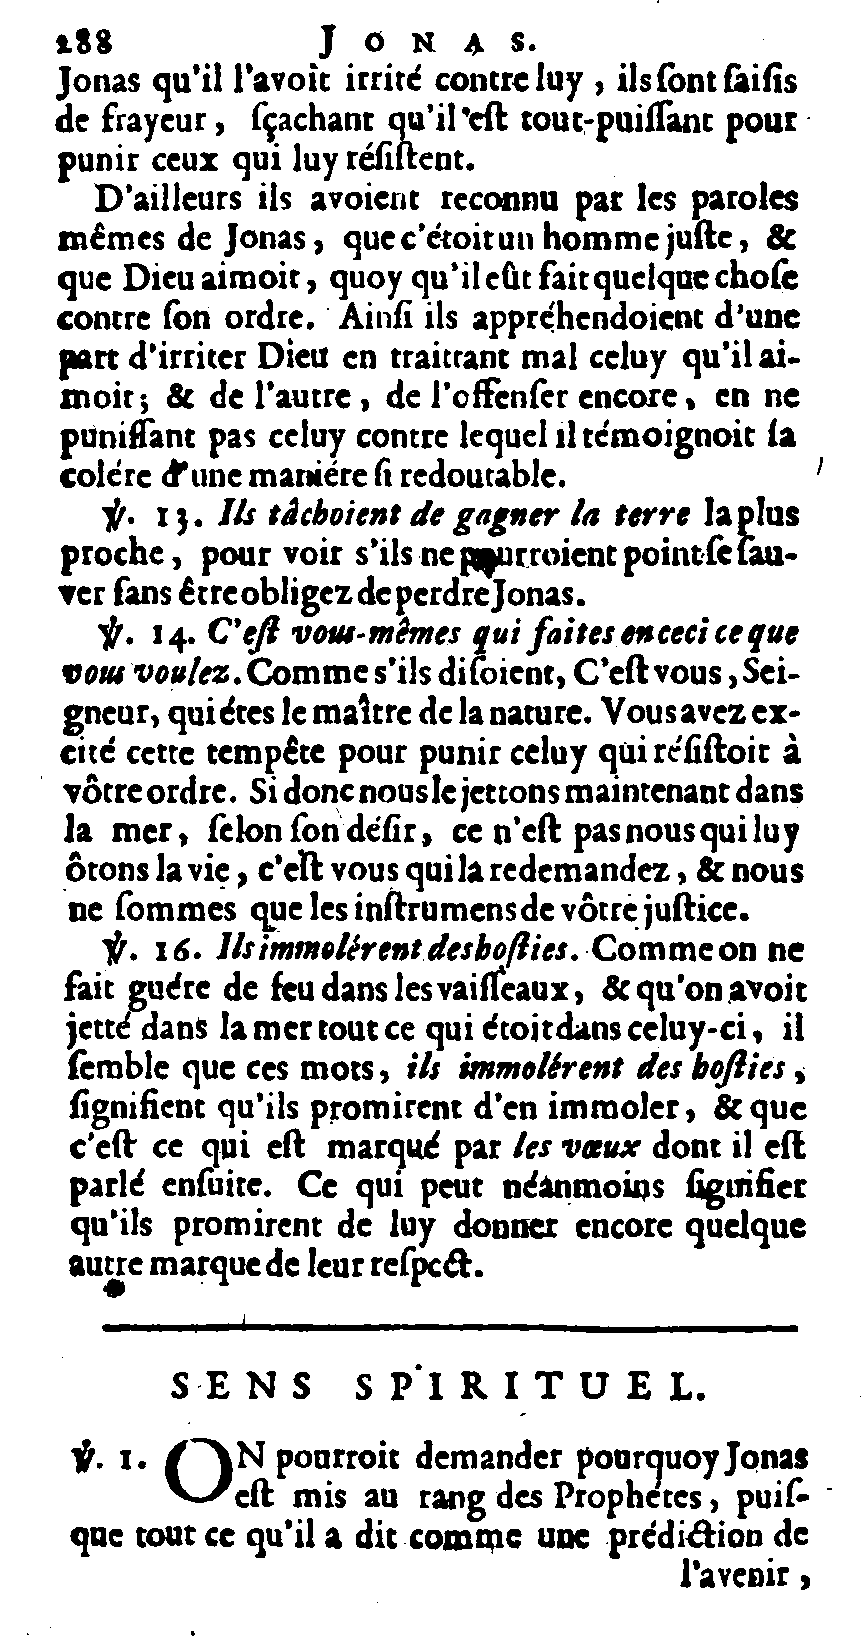 288 JONAS.
Jonas qu'il l'avoit irrité contre luy, ils ſont ſaiſis
de frayeur, ſçachant qu'il eſt tout-puiſſant pour
punir ceux qui luy réſiſtent.
D'ailleurs ils avoient reconnu par les paroles
mêmes de Jonas, que c'étoit un homme juſte, &
que Dieu aimoit, quoy qu'il eût fait quelque choſe
contre ſon ordre. Ainſi ils appréhendoient d'une
part d'irriter Dieu en traittant mal celuy qu'il ai-
moit; & de l'autre, de l'offenſer encore, en ne
puniſſant pas celuy contre lequel il témoignoit ſa
colére d'une maniére ſi redoutable.
℣. 13. Ils tâchoient de gagner la terre la plus
proche, pour voir s'ils ne pourroient point ſe ſau-
ver ſans être obligez de perdre Jonas.
℣. 14. C'eſt vous-mêmes qui faites en ceci ce que
vous voulez. Comme s'ils diſoient, C'eſt vous, Sei-
gneur, qui étes le maître de la nature. Vous avez ex-
cité cette tempête pour punir celuy qui réſiſtoit à
vôtre ordre. Si donc nous le jettons maintenant dans
la mer, ſelon ſon déſir, ce n'eſt pas nous qui luy
ôtons la vie, c'eſt vous qui la redemandez, & nous
ne ſommes que les inſtrumens de vôtre juſtice.
℣. 16. Ils immolérent des hoſties. Comme on ne
fait guére de feu dans les vaiſſeaux, & qu'on avoit
jetté dans la mer tout ce qui étoit dans celuy-ci, il
ſemble que ces mots, ils immolérent des hoſties,
ſignifient qu'ils promirent d'en immoler, & que
c'eſt ce qui eſt marqué par les vœux dont il eſt
parlé enſuite. Ce qui peut néanmoins ſignifier
qu'ils promirent de luy donner encore quelque
autre marque de leur reſpect.
SENS SPIRITUEL.
℣. 1. ON pourroit demander pourquoy Jonas
eſt mis au rang des Prophétes, puiſ-
que tout ce qu'il a dit comme une prédiction de
l'avenir,